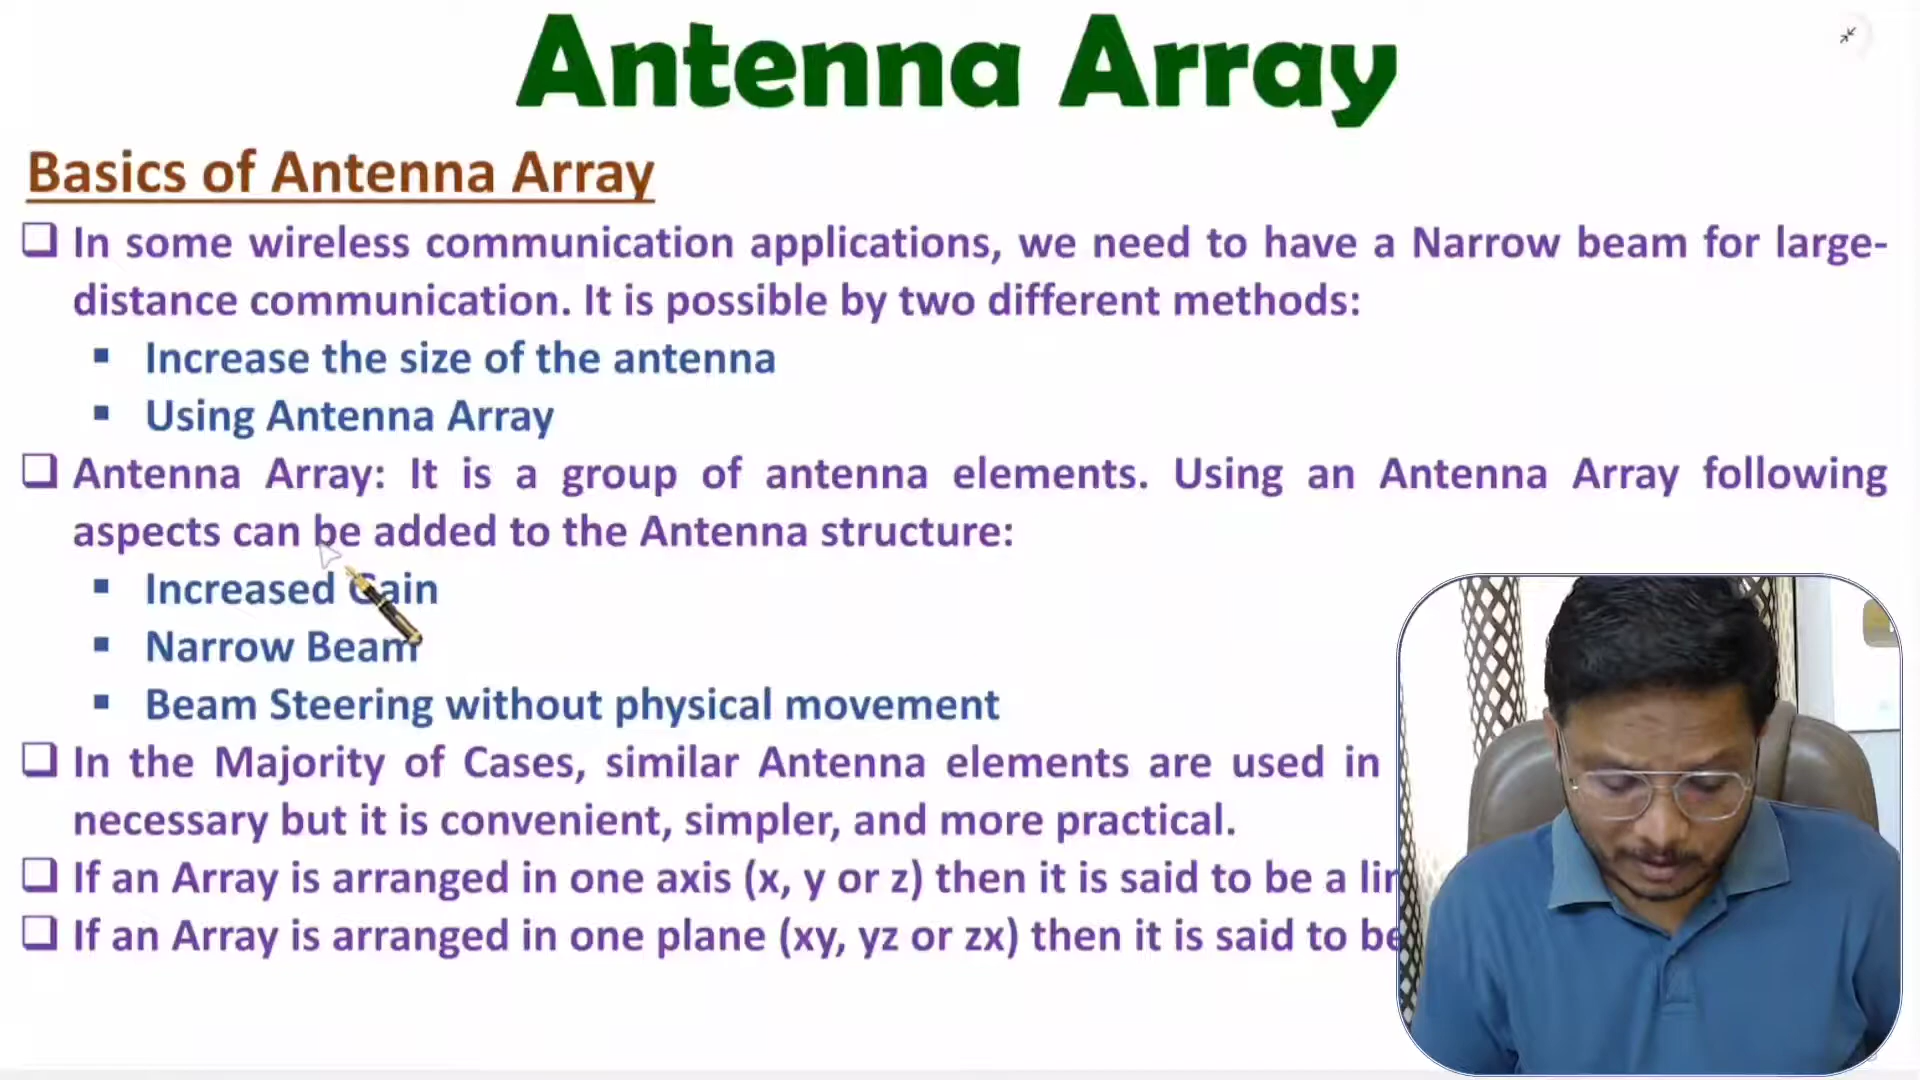 Antenna Array
Basics of Antenna Array
In some wireless communication applications, we need to have a Narrow beam for large-
distance communication. It is possible by two different methods:
Increase the size of the antenna
Using Antenna Array
Antenna Array: It is a group of antenna elements. Using an Antenna Array following
aspects can be added to the Antenna structure:
Increased Gain
Narrow Beam
Beam Steering without physical movement
In the Majority of Cases, similar Antenna elements are used in
necessary but it is convenient, simpler, and more practical.
If an Array is arranged in one axis (x, y or z) then it is said to be a
If an Array is arranged in one plane (xy, yz or zx) then it is said to be